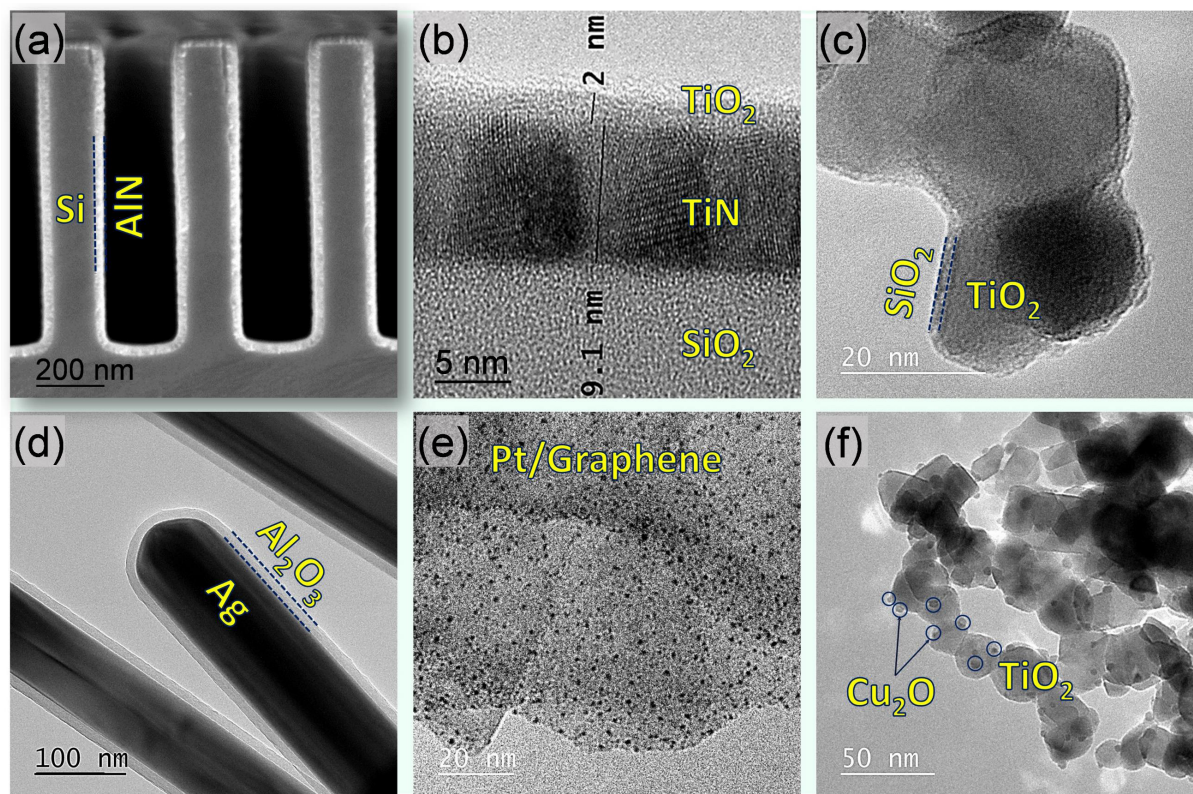 (a)
Si
AlN
200 nm
(b)
2 nm
TiO₂
TiN
9.1 nm
SiO₂
5 nm
(c)
SiO₂
TiO₂
20 nm
(d)
Al₂O₃
Ag
100 nm
(e)
Pt/Graphene
20 nm
(f)
Cu₂O
TiO₂
50 nm